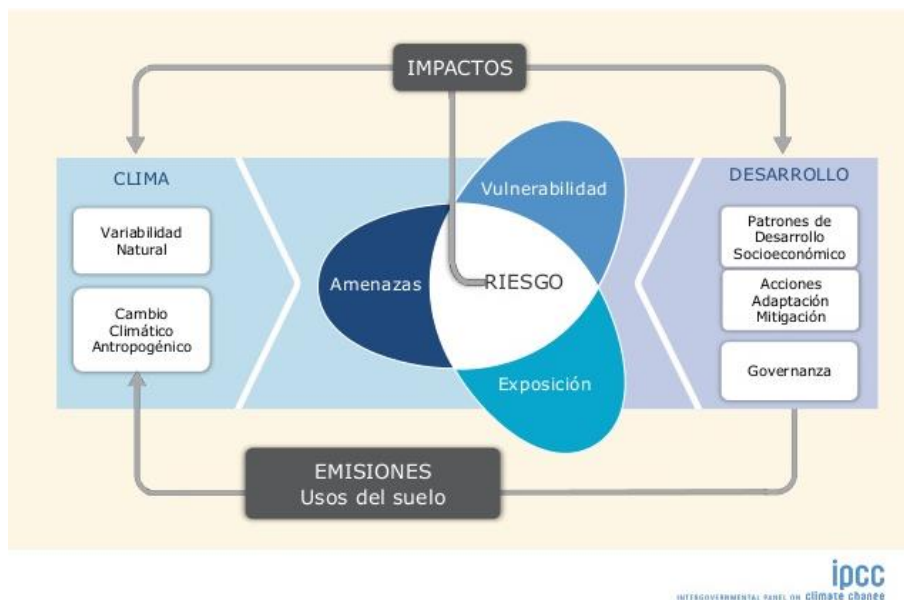 IMPACTOS
CLIMA
Variabilidad
Natural
Cambio
Climático
Antropogénico
Amenazas
Vulnerabilidad
RIESGO
Exposición
DESARROLLO
Patrones de
Desarrollo
Socioeconómico
Acciones
Adaptación
Mitigación
Governanza
EMISIONES
Usos del suelo
ipcc
INTERGOVERNMENTAL PANEL ON climate change